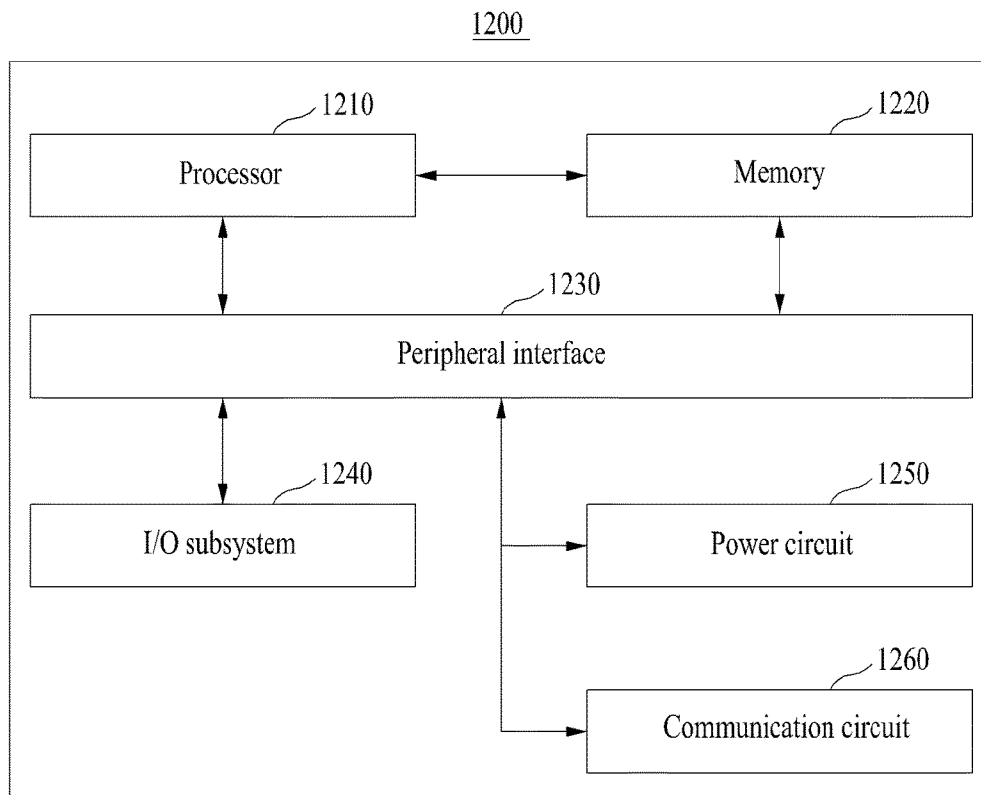 1200
1210
1220
Processor
Memory
1230
Peripheral interface
1240
1250
I/O subsystem
Power circuit
1260
Communication circuit